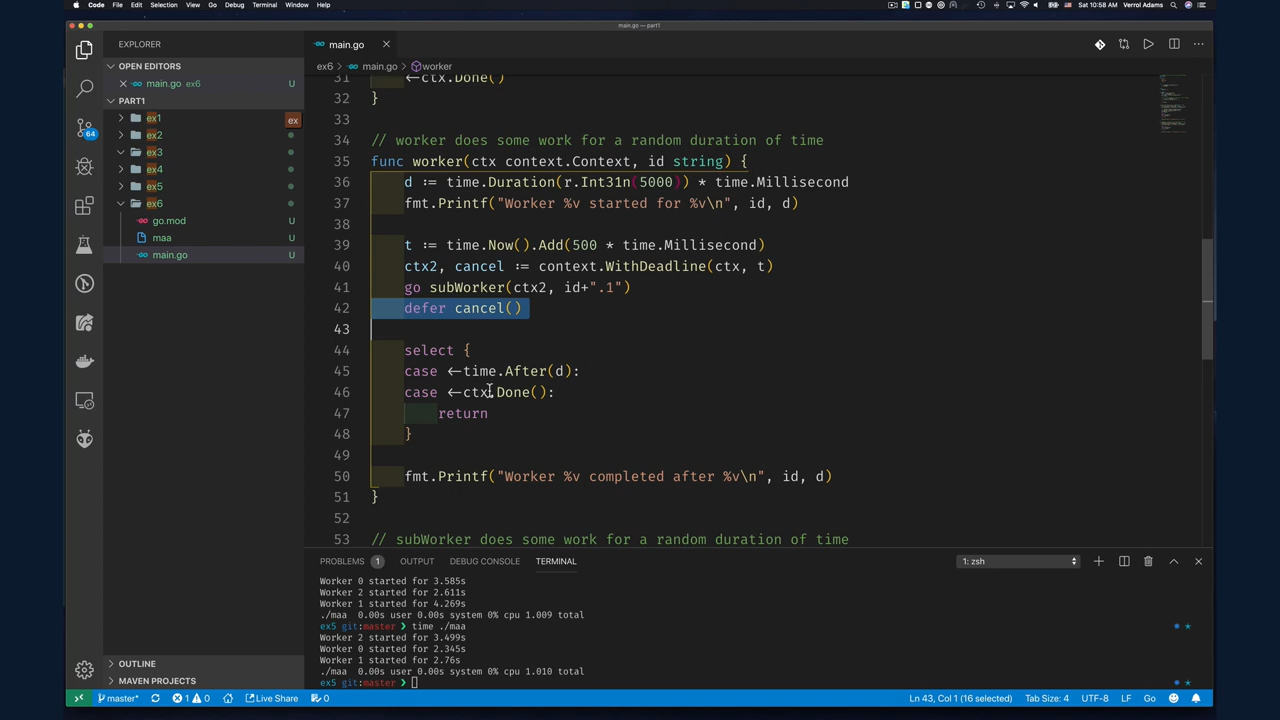 Code File Edit Selection View Go Debug Terminal Window Help
Sat 10:58 AM Verrol Adams
main.go — part1
EXPLORER
OPEN EDITORS
main.go ex6 U
PART1
ex1
ex
ex2
ex3
ex4
ex5
ex6
go.mod U
maa U
main.go U
OUTLINE
MAVEN PROJECTS
64
main.go
ex6 › main.go › worker
31 <-ctx.Done()
32 }
33
34 // worker does some work for a random duration of time
35 func worker(ctx context.Context, id string) {
36 d := time.Duration(r.Int31n(5000)) * time.Millisecond
37 fmt.Printf("Worker %v started for %v\n", id, d)
38
39 t := time.Now().Add(500 * time.Millisecond)
40 ctx2, cancel := context.WithDeadline(ctx, t)
41 go subWorker(ctx2, id+".1")
42 defer cancel()
43
44 select {
45 case <-time.After(d):
46 case <-ctx.Done():
47 return
48 }
49
50 fmt.Printf("Worker %v completed after %v\n", id, d)
51 }
52
53 // subWorker does some work for a random duration of time
PROBLEMS 1 OUTPUT DEBUG CONSOLE TERMINAL 1: zsh
Worker 0 started for 3.585s
Worker 2 started for 2.611s
Worker 1 started for 4.269s
./maa 0.00s user 0.00s system 0% cpu 1.009 total
ex5 git:master ❯ time ./maa
Worker 2 started for 3.499s
Worker 0 started for 2.345s
Worker 1 started for 2.76s
./maa 0.00s user 0.00s system 0% cpu 1.010 total
ex5 git:master ❯
master* 1 0 Live Share 0 Ln 43, Col 1 (16 selected) Tab Size: 4 UTF-8 LF Go